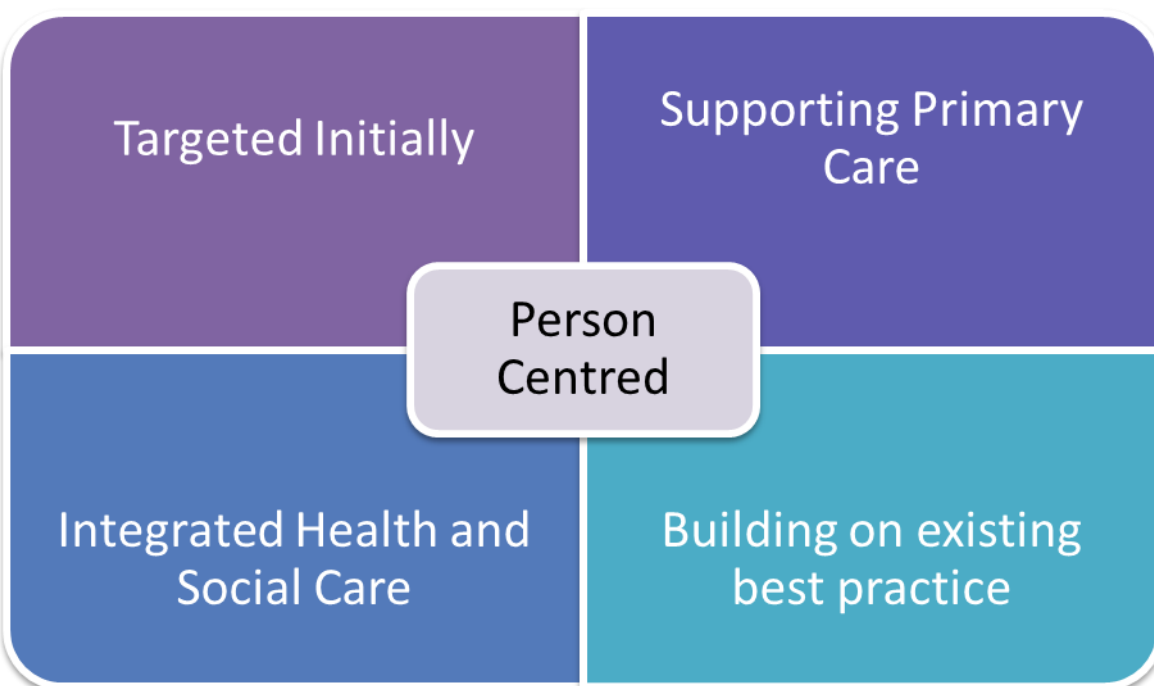 Targeted Initially
Supporting Primary
Care
Person
Centred
Integrated Health and
Social Care
Building on existing
best practice